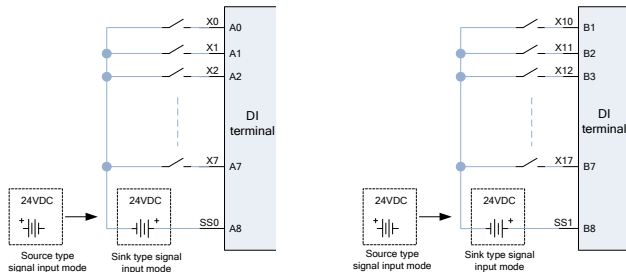 X0 A0
X1 A1
X2 A2
DI
terminal
X7 A7
24VDC
24VDC
+
+
SS0 A8
Source type
signal input mode
Sink type signal
input mode
X10 B1
X11 B2
X12 B3
DI
terminal
X17 B7
24VDC
24VDC
+
+
SS1 B8
Source type
signal input mode
Sink type signal
input mode